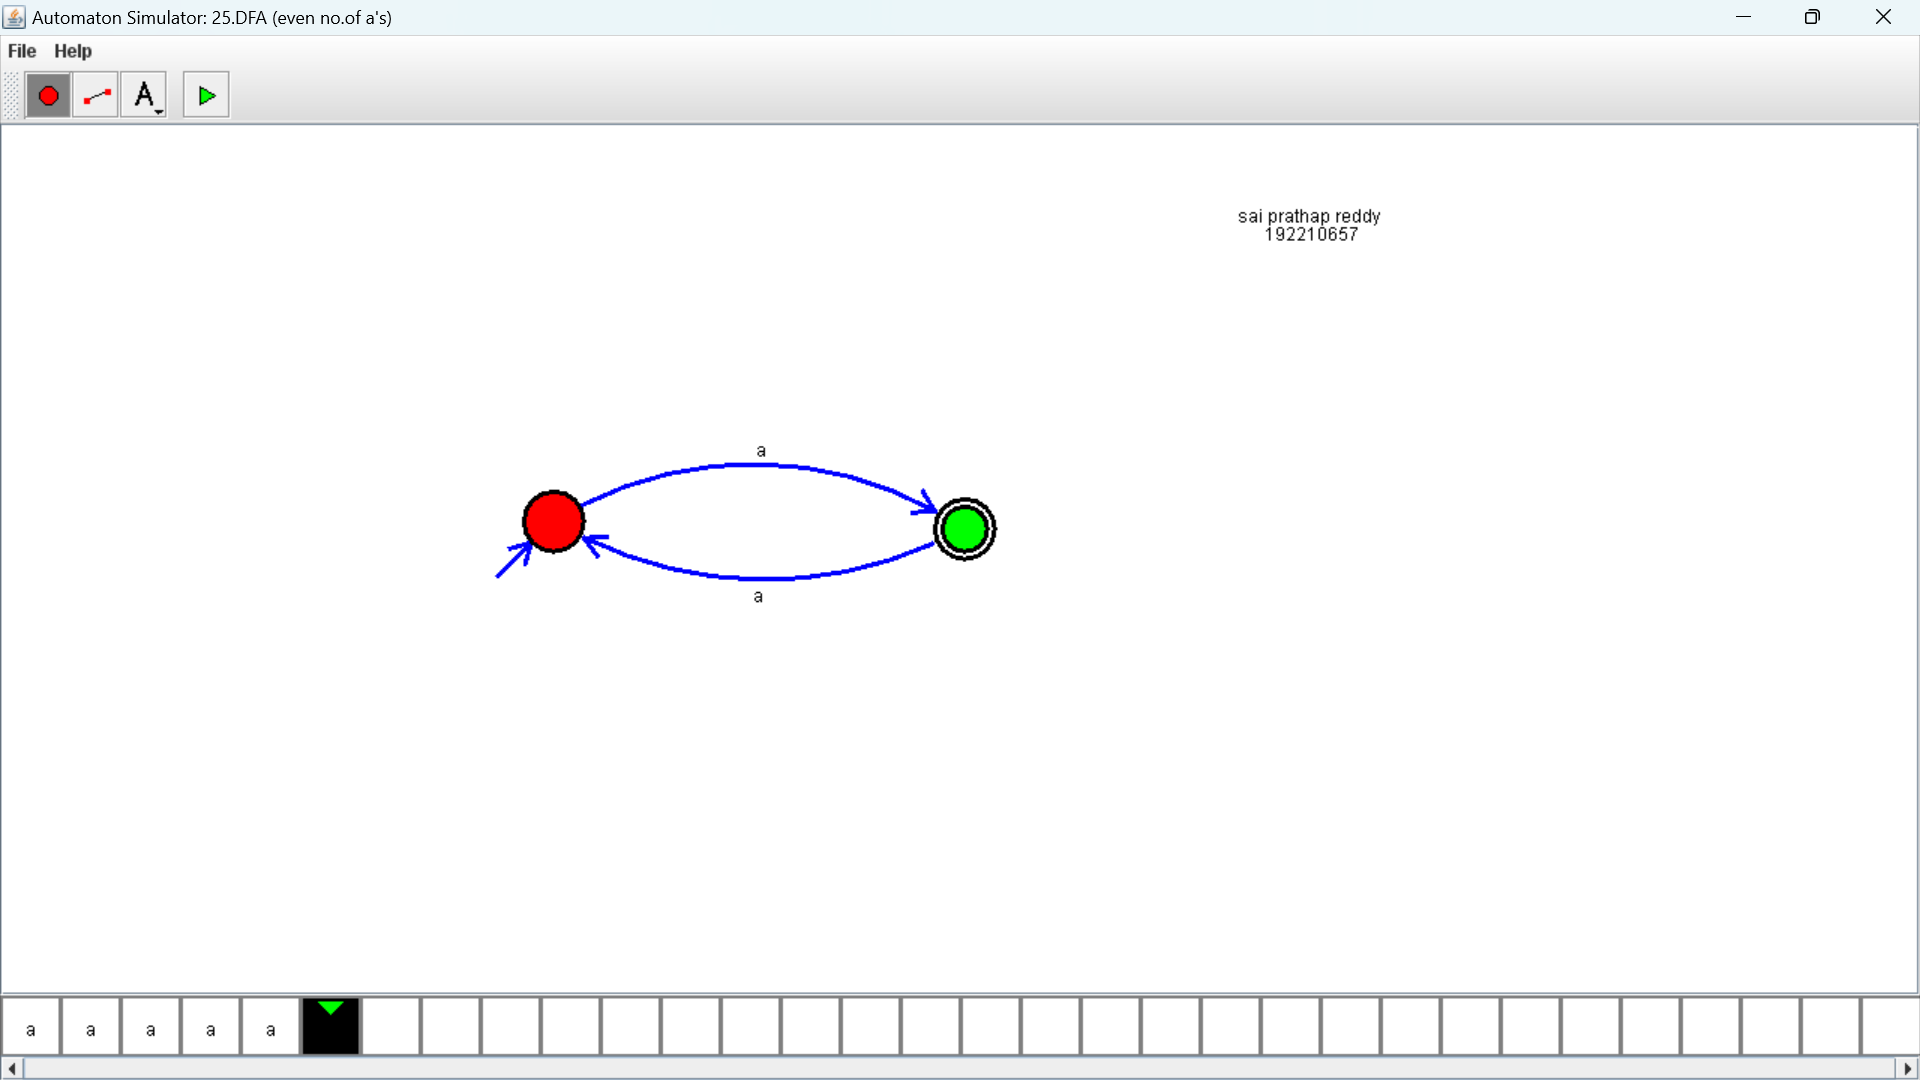 Automaton Simulator: 25.DFA (even no.of a's)
File Help
A
sai prathap reddy
192210657
a
a
a a a a a